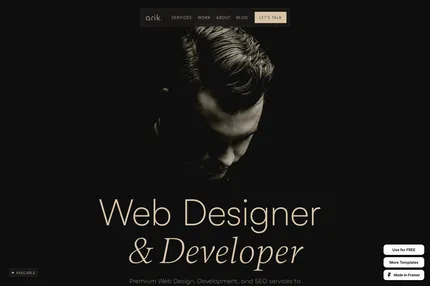 arik.
SERVICES WORK ABOUT BLOG LET'S TALK
Web Designer
& Developer
Premium Web Design, Development, and SEO services to
AVAILABLE
Use for FREE
More Templates
Made in Framer